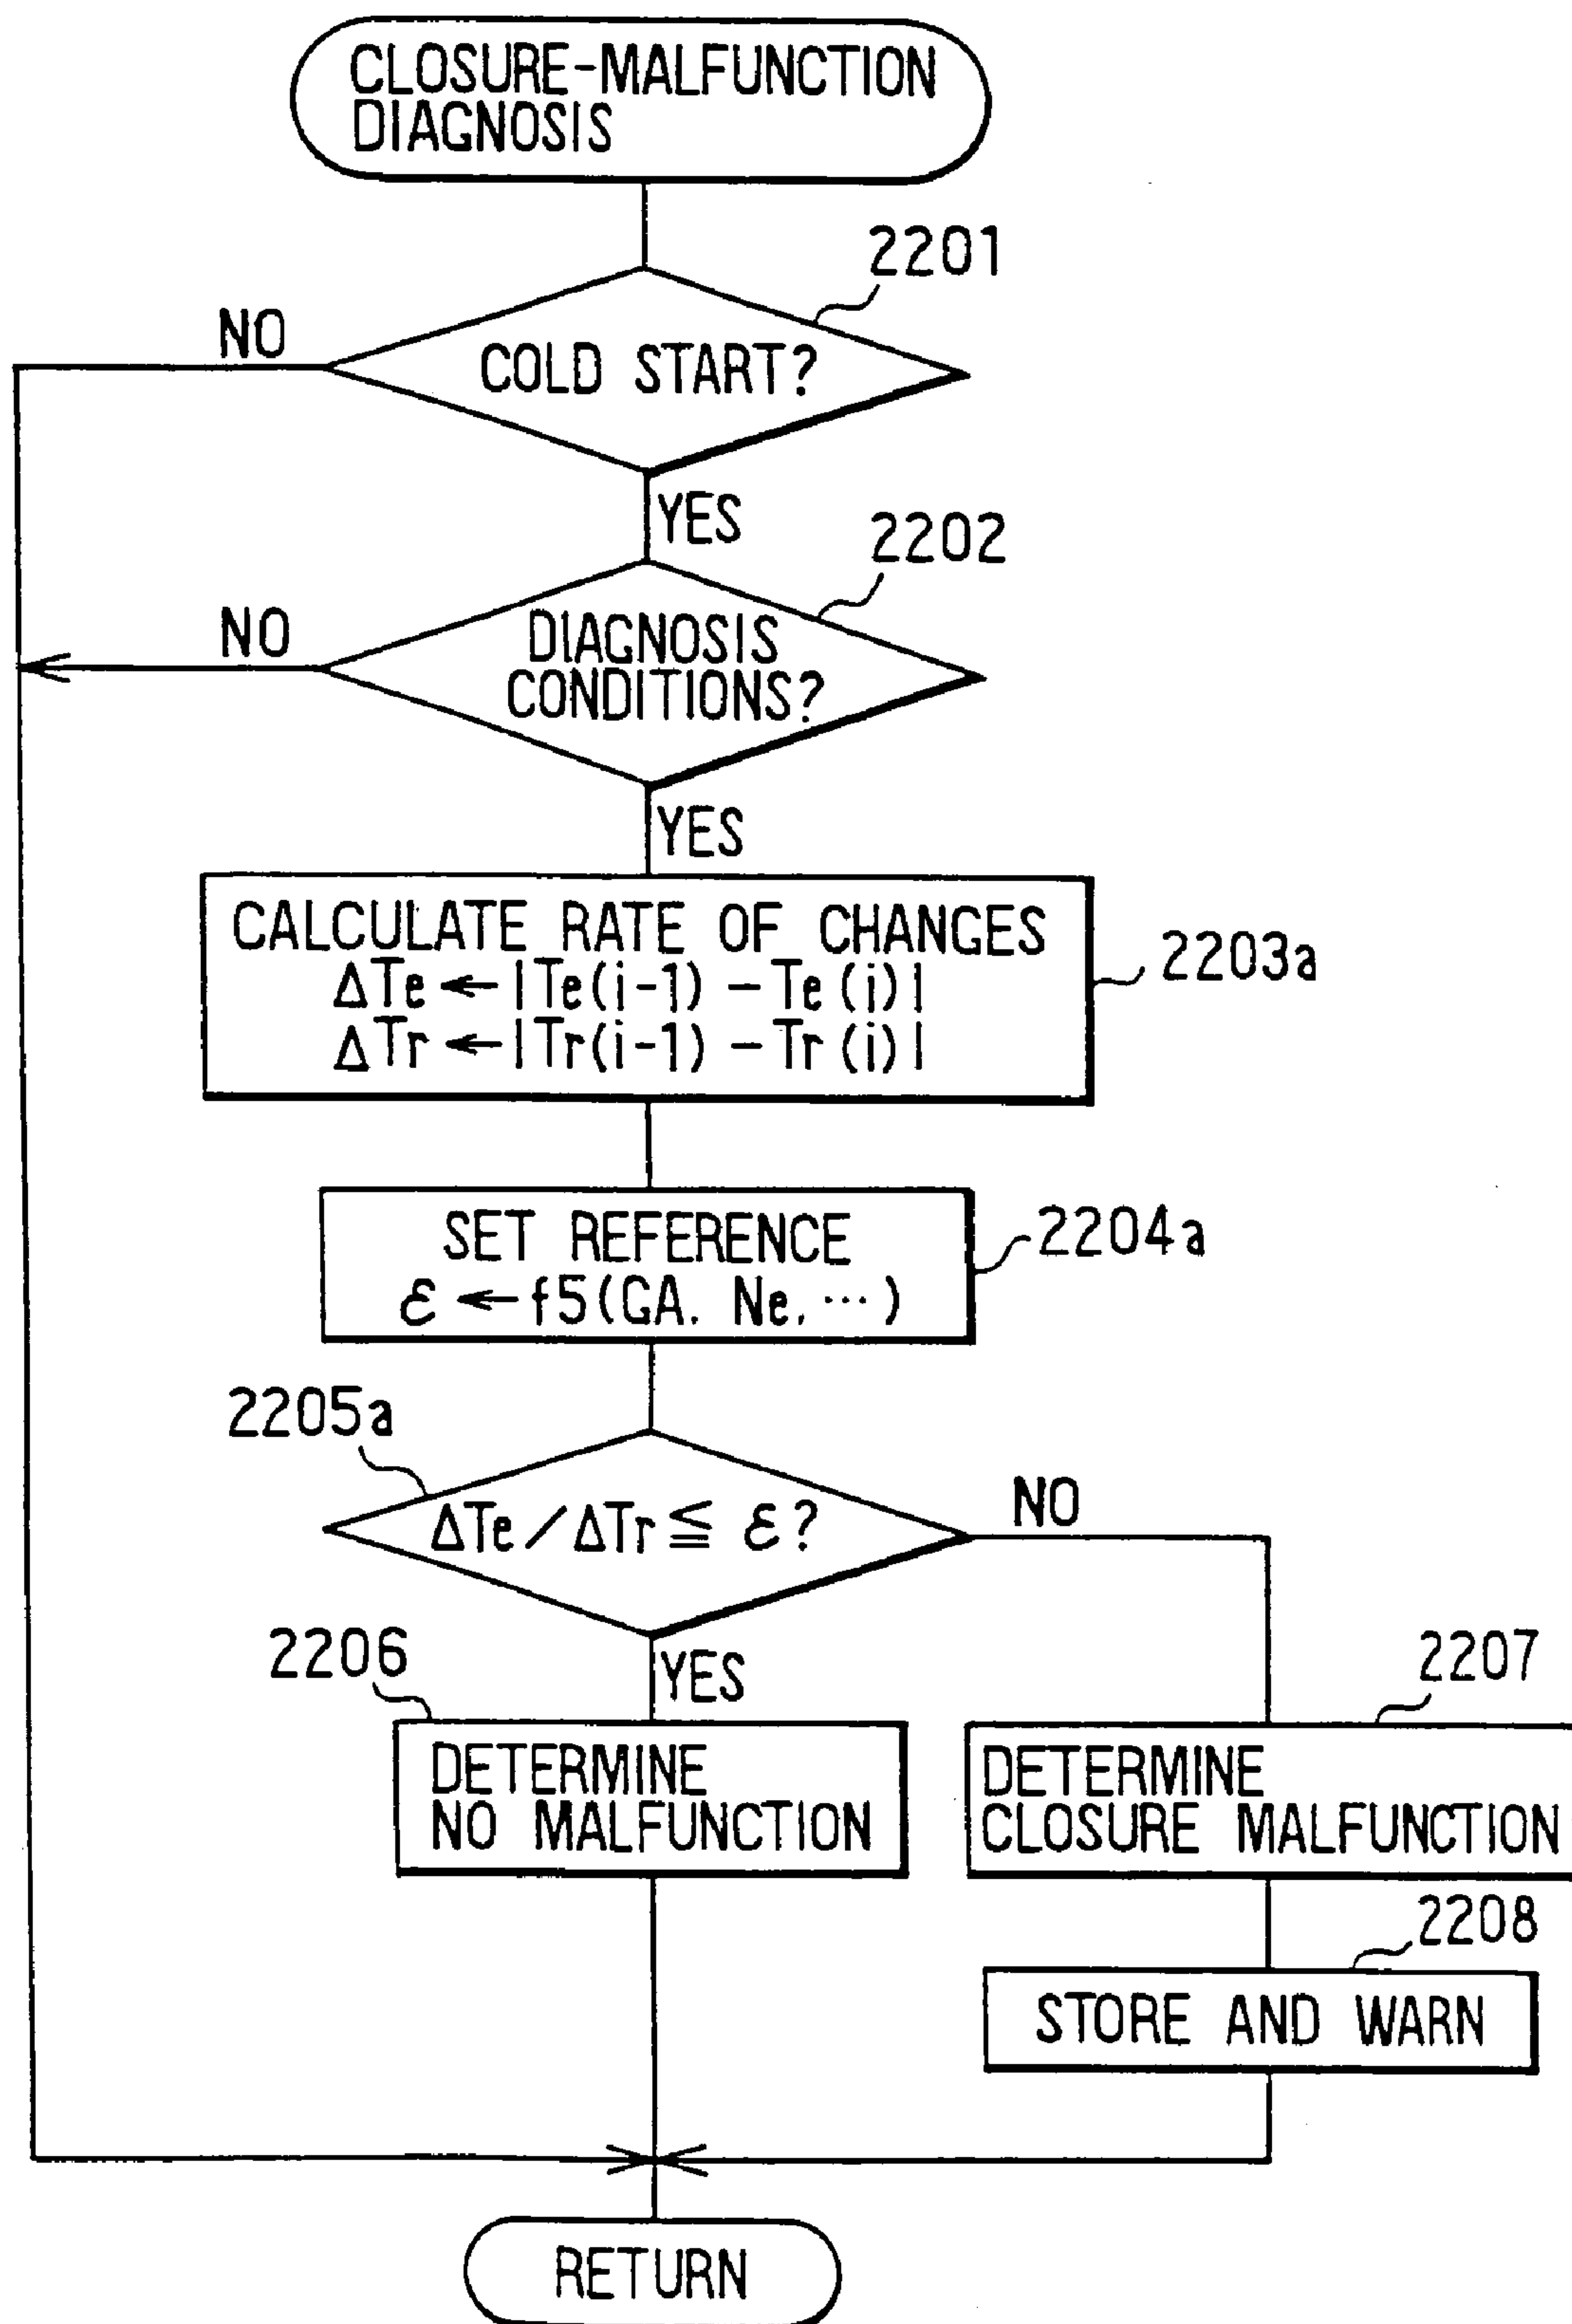 CLOSURE-MALFUNCTION
DIAGNOSIS
2201
NO
COLD START?
YES
2202
NO
DIAGNOSIS
CONDITIONS?
YES
CALCULATE RATE OF CHANGES
ΔTe ← |Te(i-1) - Te(i)|
ΔTr ← |Tr(i-1) - Tr(i)|
2203a
SET REFERENCE
ε ← f5(GA. Ne. ⋯)
2204a
2205a
ΔTe/ΔTr ≦ ε?
NO
YES
2206
DETERMINE
NO MALFUNCTION
2207
DETERMINE
CLOSURE MALFUNCTION
2208
STORE AND WARN
RETURN